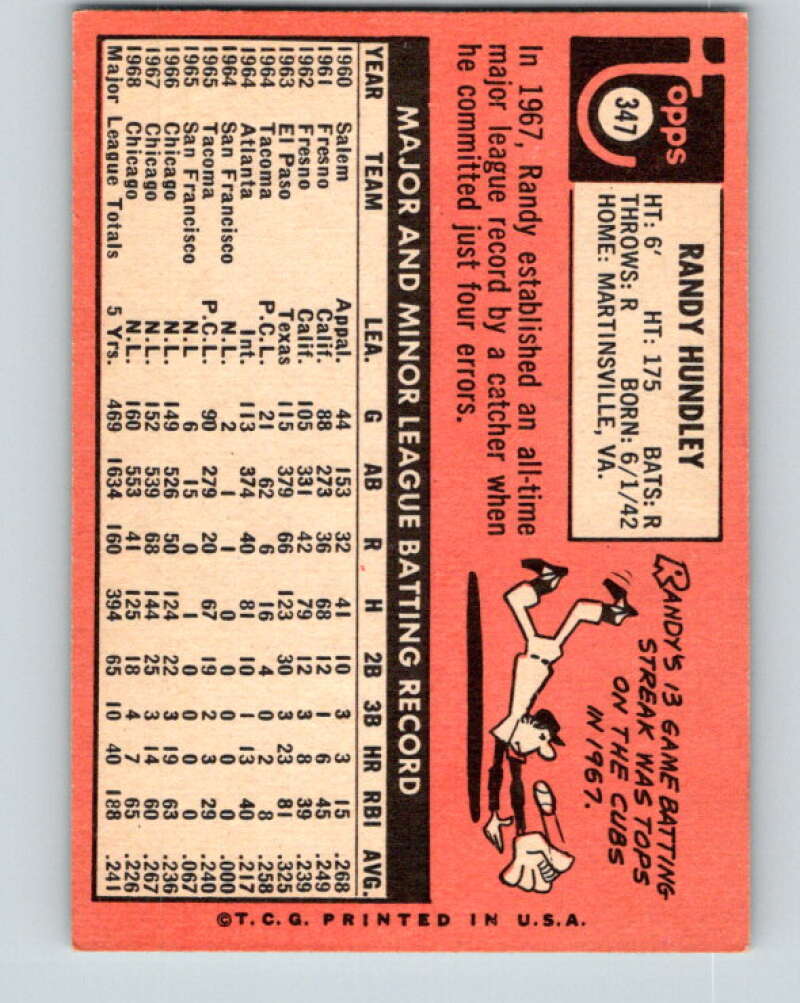 Topps
347
RANDY HUNDLEY
HT: 6' HT: 175 BATS: R
THROWS: R BORN: 6/1/42
HOME: MARTINSVILLE, VA.
In 1967, Randy established an all-time
major league record by a catcher when
he committed just four errors.
RANDY'S 13 GAME BATTING
STREAK WAS TOPS
ON THE CUBS
IN 1967.
MAJOR AND MINOR LEAGUE BATTING RECORD
YEAR TEAM LEA. G AB R H 2B 3B HR RBI AVG.
1960 Salem Appal. 44 153 32 41 10 3 3 15 .268
1961 Fresno Calif. 88 273 36 68 12 1 6 45 .249
1962 Fresno Calif. 105 331 42 79 12 3 8 39 .239
1963 El Paso Texas 115 379 66 123 30 3 23 81 .325
1964 Tacoma P.C.L. 21 62 6 16 4 0 2 8 .258
1964 Atlanta Int. 113 374 40 81 10 1 13 40 .217
1964 San Francisco N.L. 2 1 1 0 0 0 0 0 .000
1965 Tacoma P.C.L. 90 279 20 67 19 2 3 29 .240
1965 San Francisco N.L 6 15 0 1 0 0 0 0 .067
1966 Chicago N.L. 149 526 50 124 22 3 19 63 .236
1967 Chicago N.L. 152 539 68 144 25 3 14 60 .267
1968 Chicago N.L. 160 553 41 125 18 4 7 65 .226
Major League Totals 5 Yrs. 469 1634 160 394 65 10 40 188 .241
©T.C.G. PRINTED IN U.S.A.